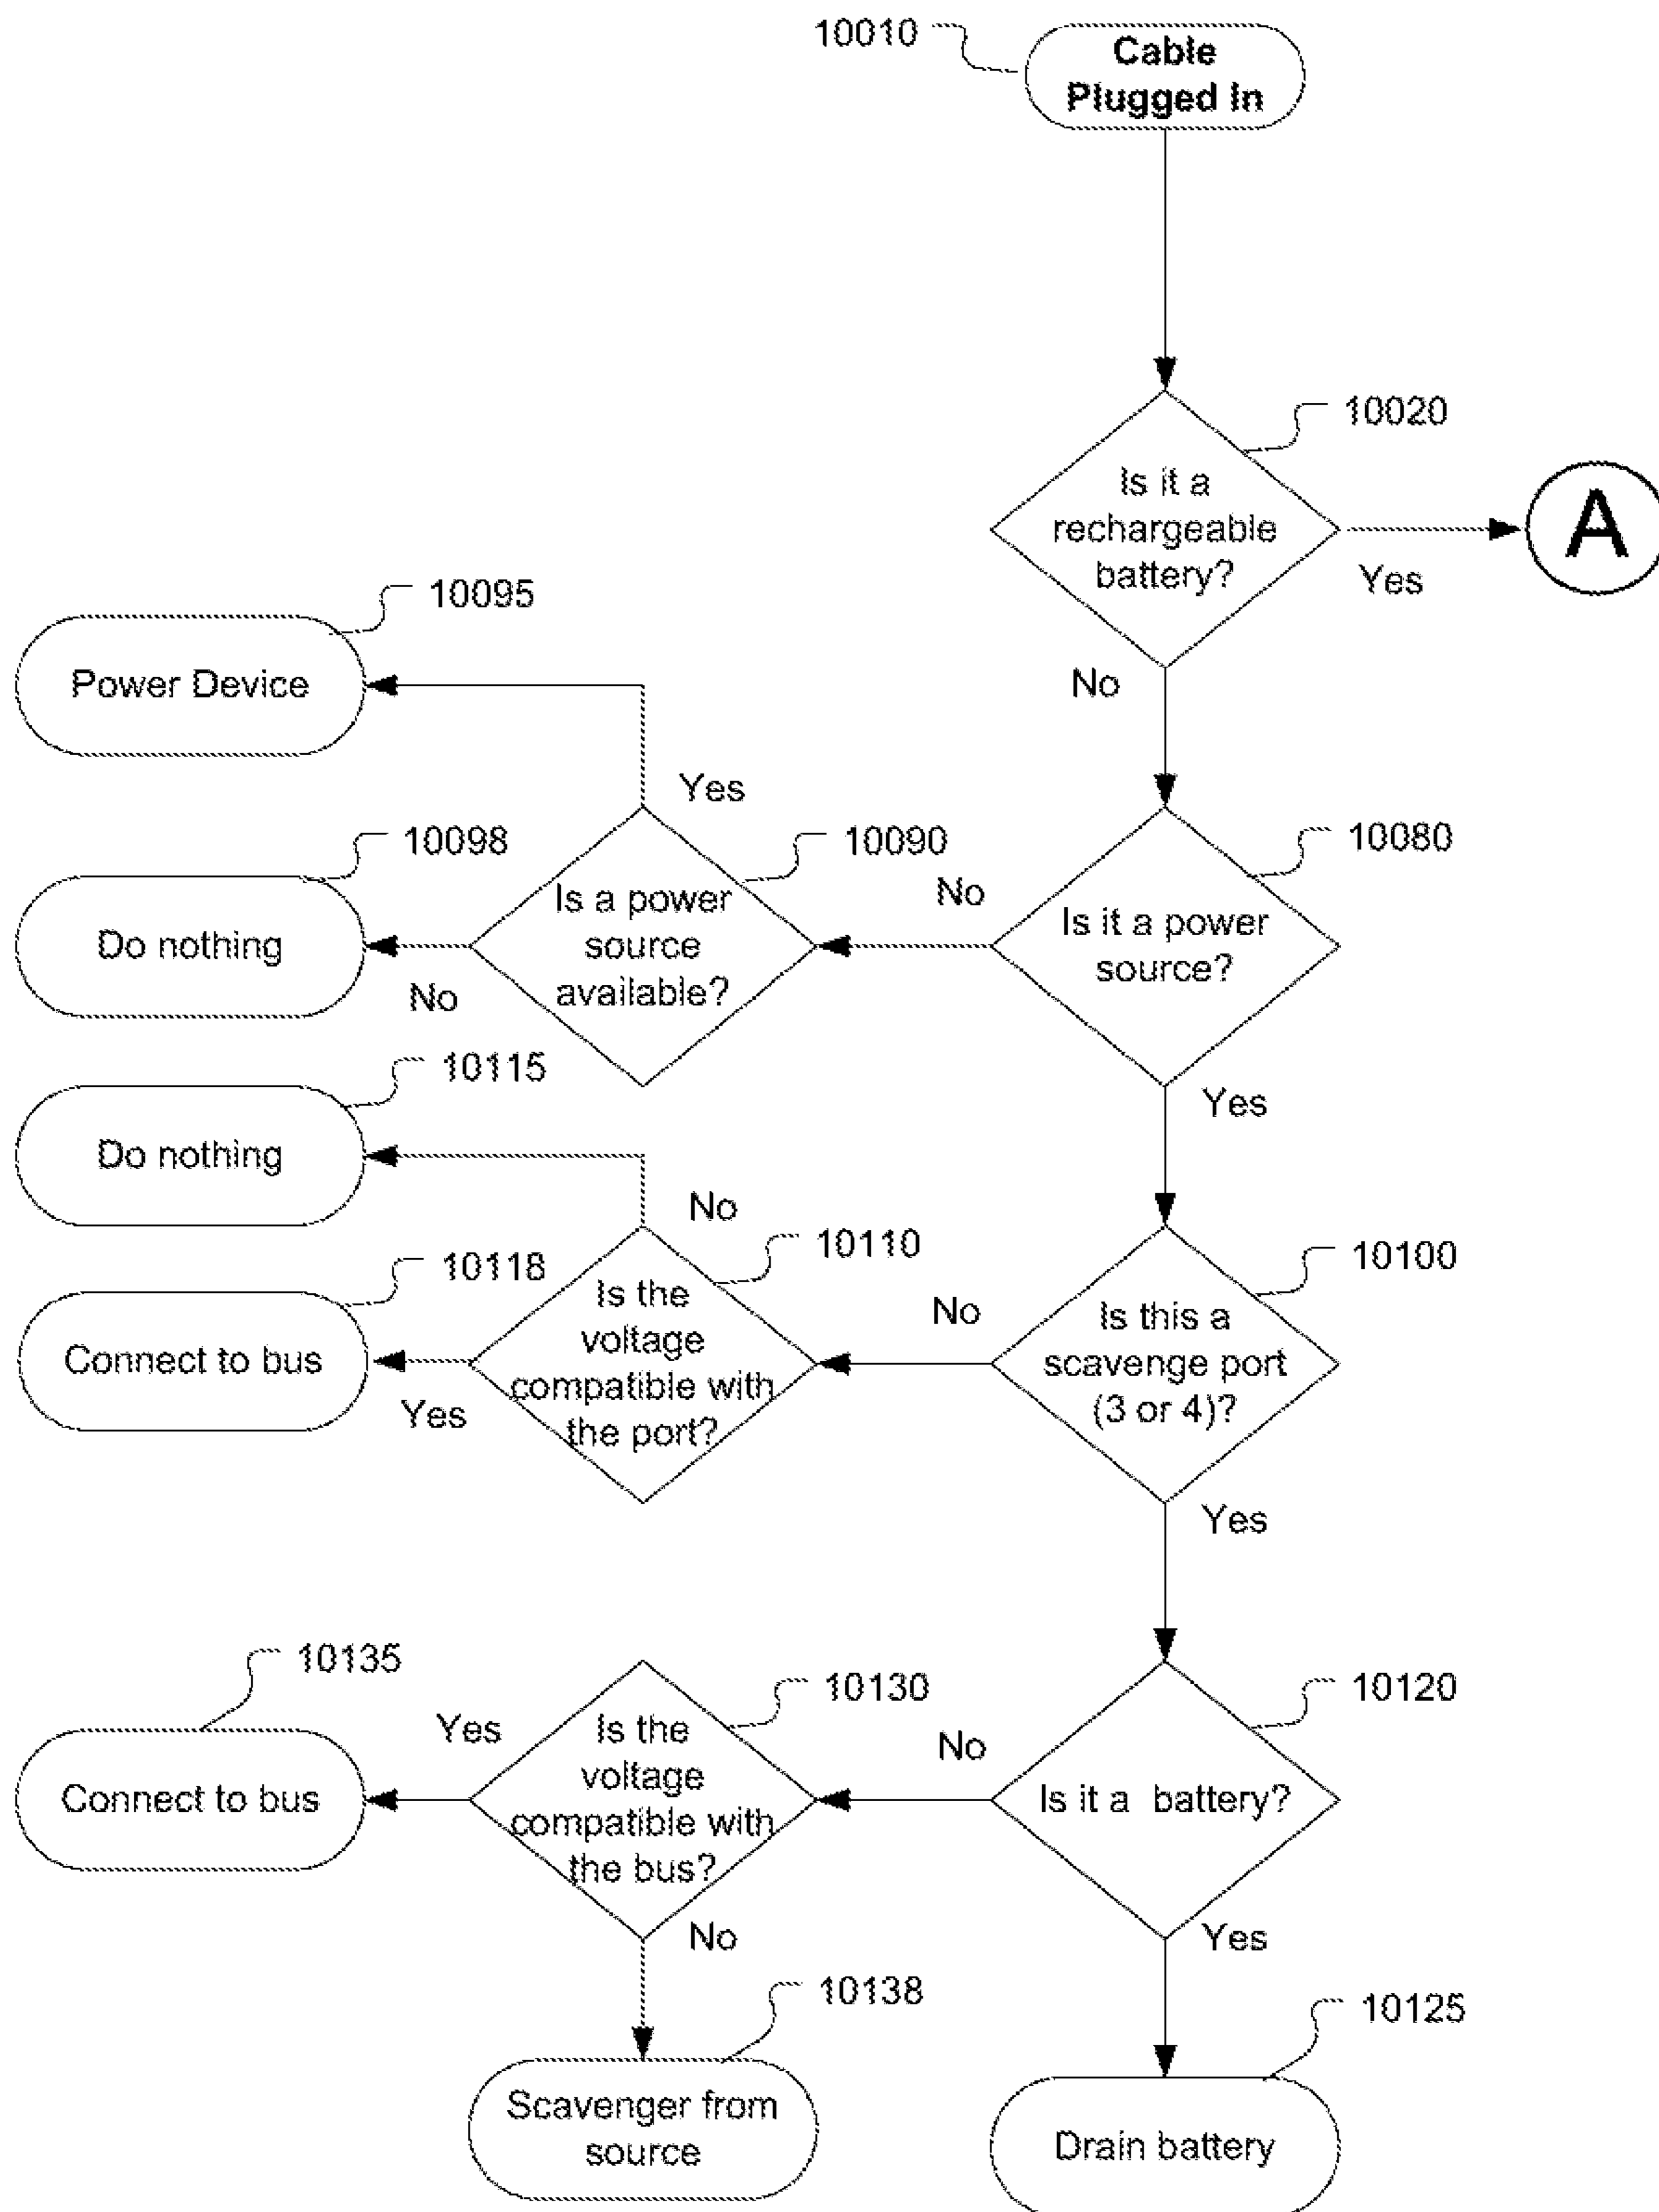 10010
Cable
Plugged In
10020
Is it a
rechargeable
battery?
Yes
A
No
10095
Power Device
Yes
10098
Do nothing
No
10090
Is a power
source
available?
No
10080
Is it a power
source?
Yes
10115
Do nothing
No
10118
Connect to bus
Yes
10110
Is the
voltage
compatible with
the port?
No
10100
Is this a
scavenge port
(3 or 4)?
Yes
10135
Connect to bus
Yes
10130
Is the
voltage
compatible with
the bus?
No
No
10120
Is it a battery?
Yes
10138
Scavenger from
source
10125
Drain battery